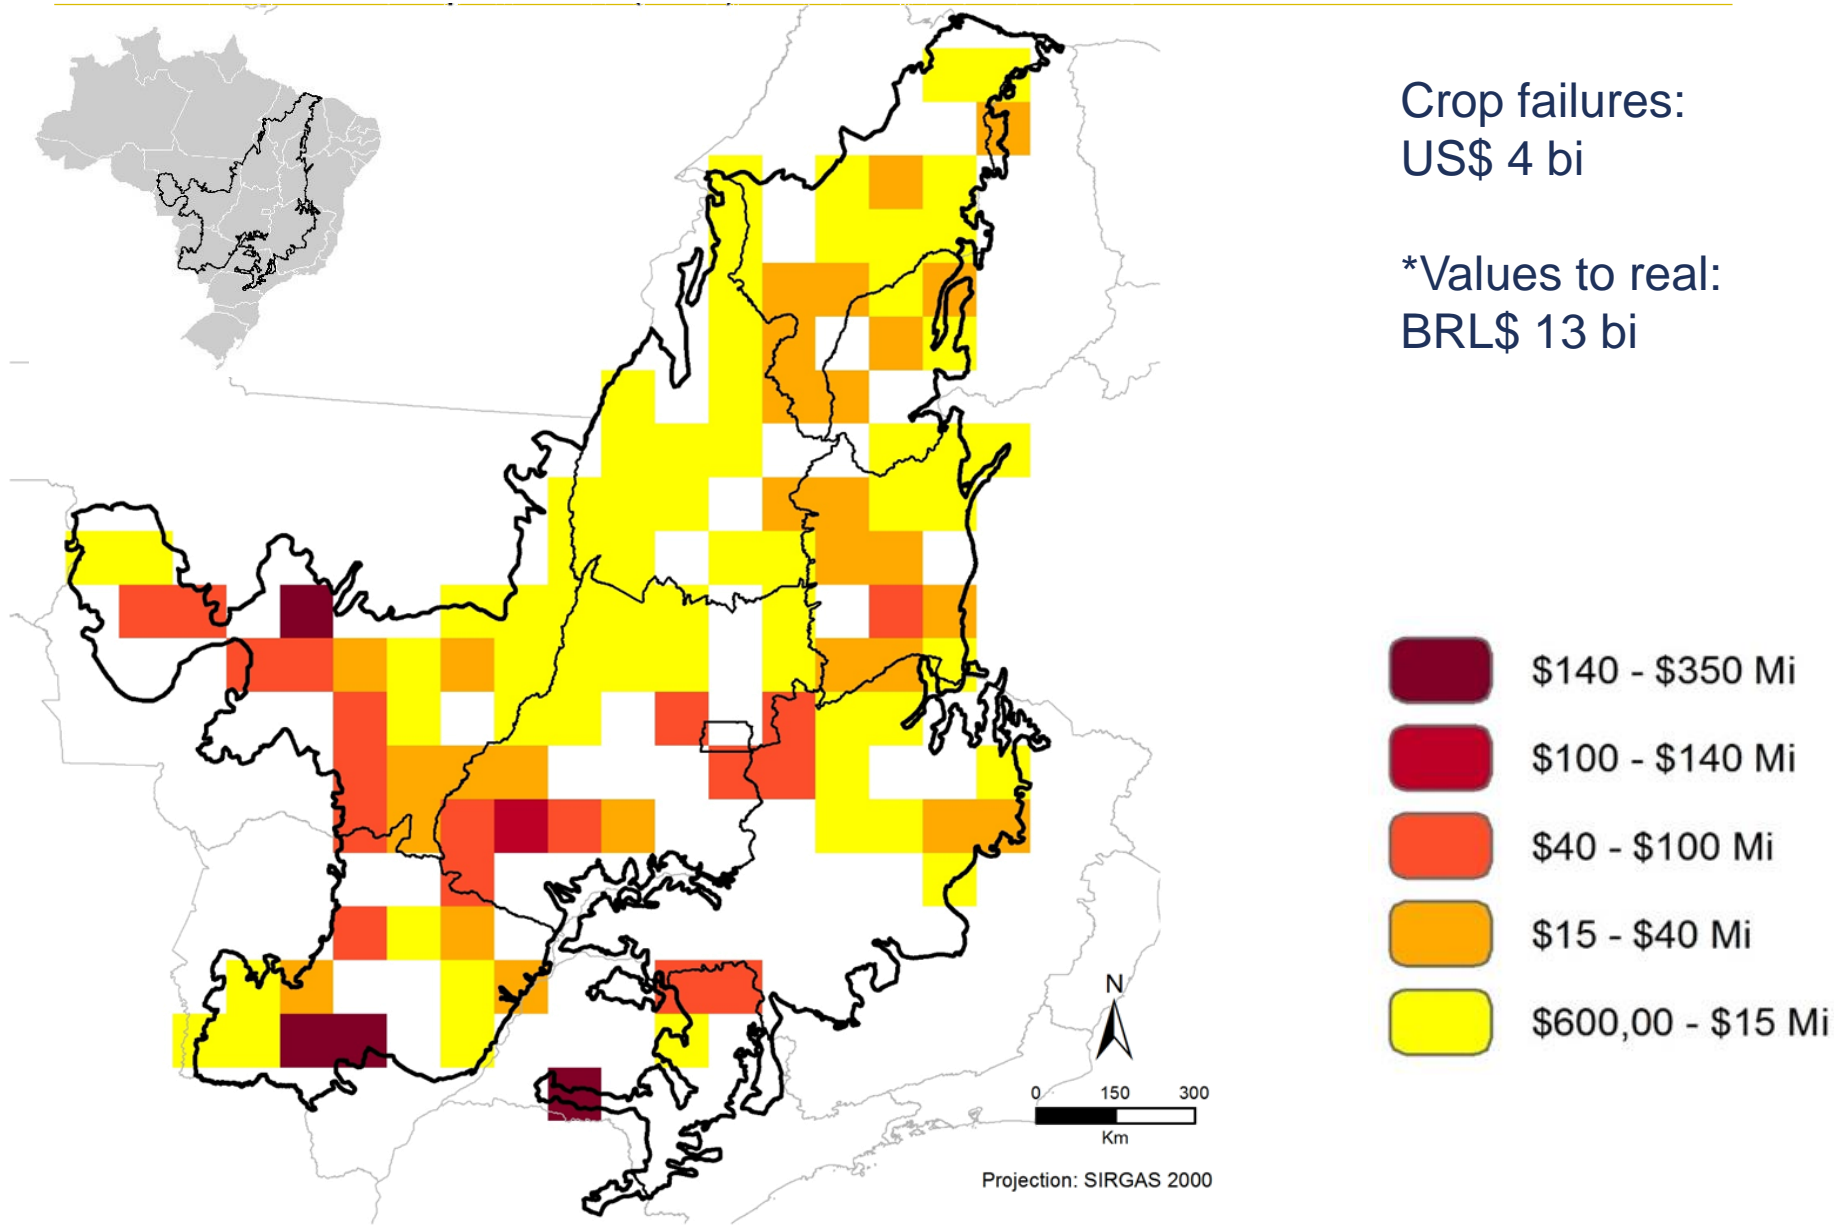 Crop failures:
US$ 4 bi
*Values to real:
BRL$ 13 bi
$140 - $350 Mi
$100 - $140 Mi
$40 - $100 Mi
$15 - $40 Mi
$600,00 - $15 Mi
N
0 150 300
Km
Projection: SIRGAS 2000